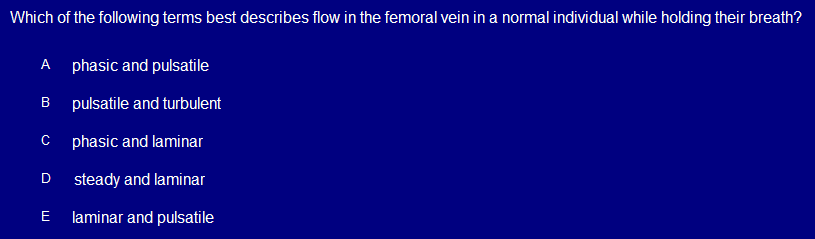 Which of the following terms best describes flow in the femoral vein in a normal individual while holding their breath?
A phasic and pulsatile
B pulsatile and turbulent
C phasic and laminar
D steady and laminar
E laminar and pulsatile